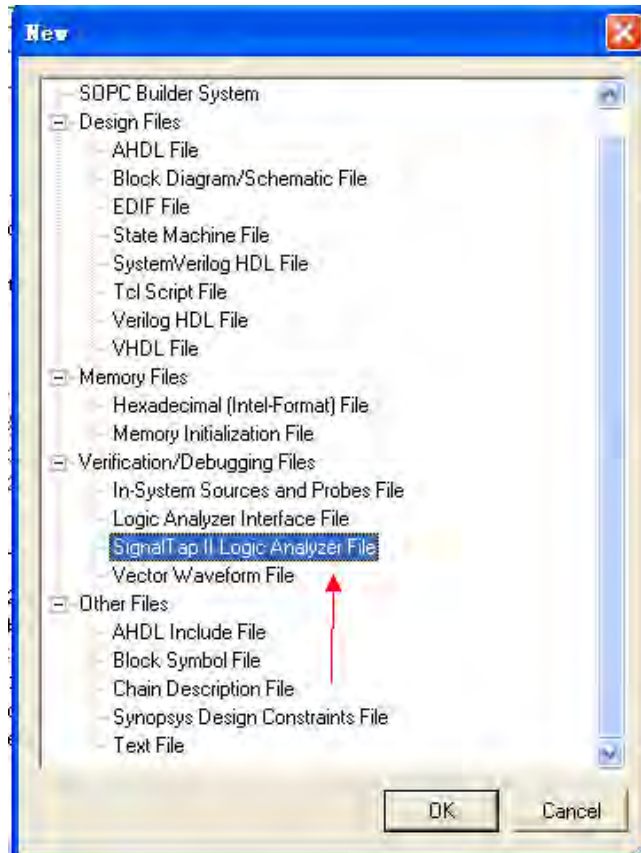 New
SOPC Builder System
Design Files
AHDL File
Block Diagram/Schematic File
EDIF File
State Machine File
SystemVerilog HDL File
Tcl Script File
Verilog HDL File
VHDL File
Memory Files
Hexadecimal (Intel-Format) File
Memory Initialization File
Verification/Debugging Files
In-System Sources and Probes File
Logic Analyzer Interface File
SignalTap II Logic Analyzer File
Vector Waveform File
Other Files
AHDL Include File
Block Symbol File
Chain Description File
Synopsys Design Constraints File
Text File
OK Cancel